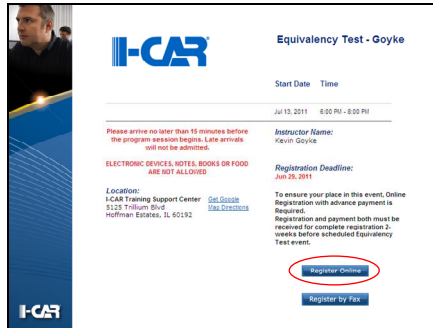 I-CAR
Equivalency Test - Goyke
Start Date Time
Jul 13, 2011 6:00 PM - 8:00 PM
Please arrive no later than 15
minutes before
the program session begins. Late arrivals
will not be admitted.
ELECTRONIC DEVICES, NOTES, BOOKS OR FOOD
ARE NOT ALLOWED
Location:
I-CAR Training Support Center Get Google
5125 Trillium Blvd Map Directions
Hoffman Estates, IL 60192
Instructor Name:
Kevin Goyke
Registration Deadline:
Jun 29, 2011
To ensure your place in this event, Online
Registration with advance payment is
Required.
Registration and payment both must be
received for complete registration 2-
weeks before scheduled Equivalency
Test event.
Register Online
Register by Fax
I-CAR